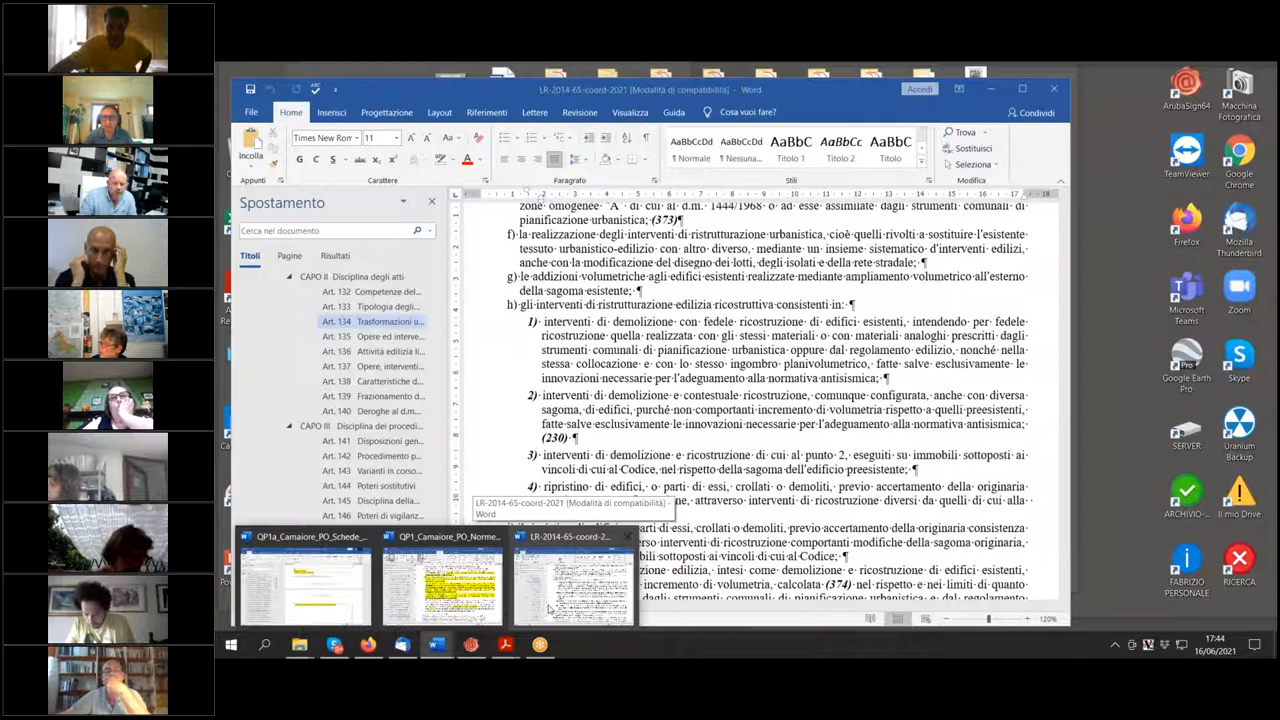 LR-2014-65-coord-2021 [Modalità di compatibilità] - Word
Accedi
File Home Inserisci Progettazione Layout Riferimenti Lettere Revisione Visualizza Guida Cosa vuoi fare? Condividi
Incolla
Times New Rom 11
G C S abc x₂ x²
AaBbCcDd AaBbCcDd AaBbC AaBbCc AaBbC
¶ Normale ¶ Nessuna... Titolo 1 Titolo 2 Titolo
Trova
Sostituisci
Seleziona
Appunti Carattere Paragrafo Stili Modifica
Spostamento
Cerca nel documento
Titoli Pagine Risultati
CAPO II Disciplina degli atti
Art. 132 Competenze del...
Art. 133 Tipologia degli...
Art. 134 Trasformazioni u...
Art. 135 Opere ed interve...
Art. 136 Attività edilizia li...
Art. 137 Opere, interventi...
Art. 138 Caratteristiche d...
Art. 139 Frazionamento d...
Art. 140 Deroghe al d.m...
CAPO III Disciplina dei procedi...
Art. 141 Disposizioni gen...
Art. 142 Procedimento p...
Art. 143 Varianti in corso...
Art. 144 Poteri sostitutivi
Art. 145 Disciplina della...
Art. 146 Poteri di vigilanz...
zone omogenee "A" di cui al d.m. 1444/1968 o ad esse assimilate dagli strumenti comunali di
pianificazione urbanistica; (373)¶
f) la realizzazione degli interventi di ristrutturazione urbanistica, cioè quelli rivolti a sostituire l'esistente
tessuto urbanistico-edilizio con altro diverso, mediante un insieme sistematico d'interventi edilizi,
anche con la modificazione del disegno dei lotti, degli isolati e della rete stradale; ¶
g) le addizioni volumetriche agli edifici esistenti realizzate mediante ampliamento volumetrico all'esterno
della sagoma esistente; ¶
h) gli interventi di ristrutturazione edilizia ricostruttiva consistenti in: ¶
1) interventi di demolizione con fedele ricostruzione di edifici esistenti, intendendo per fedele
ricostruzione quella realizzata con gli stessi materiali o con materiali analoghi prescritti dagli
strumenti comunali di pianificazione urbanistica oppure dal regolamento edilizio, nonché nella
stessa collocazione e con lo stesso ingombro planivolumetrico, fatte salve esclusivamente le
innovazioni necessarie per l'adeguamento alla normativa antisismica; ¶
2) interventi di demolizione e contestuale ricostruzione, comunque configurata, anche con diversa
sagoma, di edifici, purché non comportanti incremento di volumetria rispetto a quelli preesistenti,
fatte salve esclusivamente le innovazioni necessarie per l'adeguamento alla normativa antisismica;
(230) ¶
3) interventi di demolizione e ricostruzione di cui al punto 2, eseguiti su immobili sottoposti ai
vincoli di cui al Codice, nel rispetto della sagoma dell'edificio preesistente; ¶
4) ripristino di edifici, o parti di essi, crollati o demoliti, previo accertamento della originaria
ne, attraverso interventi di ricostruzione diversi da quelli di cui alla
LR-2014-65-coord-2021 [Modalità di compatibilità] -
Word
parti di essi, crollati o demoliti, previo accertamento della originaria consistenza
interventi di ricostruzione comportanti modifiche della sagoma originaria,
bili sottoposti ai vincoli di cui al Codice; ¶
edilizia, intesi come demolizione e ricostruzione di edifici esistenti,
incremento di volumetria, calcolata (374) nel rispetto e nei limiti di quanto
dagli strumenti comunali di pianificazione urbanistica e dal regolamento
QP1a_Camaiore_PO_Schede_... QP1_Camaiore_PO_Norme... LR-2014-65-coord-2...
120%
17:44
16/06/2021
ArubaSign64 Macchina Fotografica
TeamViewer Google Chrome
Firefox Mozilla Thunderbird
Microsoft Teams Zoom
Google Earth Pro Skype
SERVER Uranium Backup
ARCHIVIO-... Il mio Drive
FABRIZIO PERSONALE RICERCA